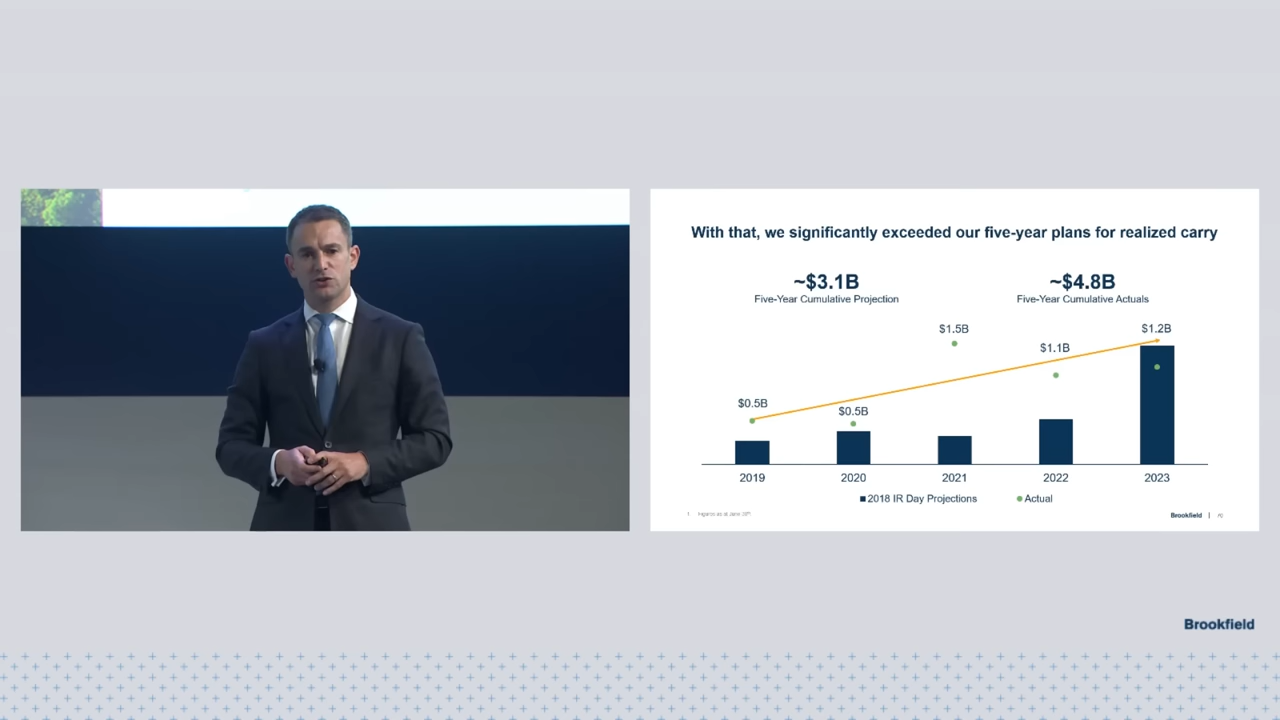 With that, we significantly exceeded our five-year plans for realized carry
~$3.1B
Five-Year Cumulative Projection
~$4.8B
Five-Year Cumulative Actuals
$0.5B
$0.5B
$1.5B
$1.1B
$1.2B
2019
2020
2021
2022
2023
2018 IR Day Projections
Actual
Brookfield
Brookfield